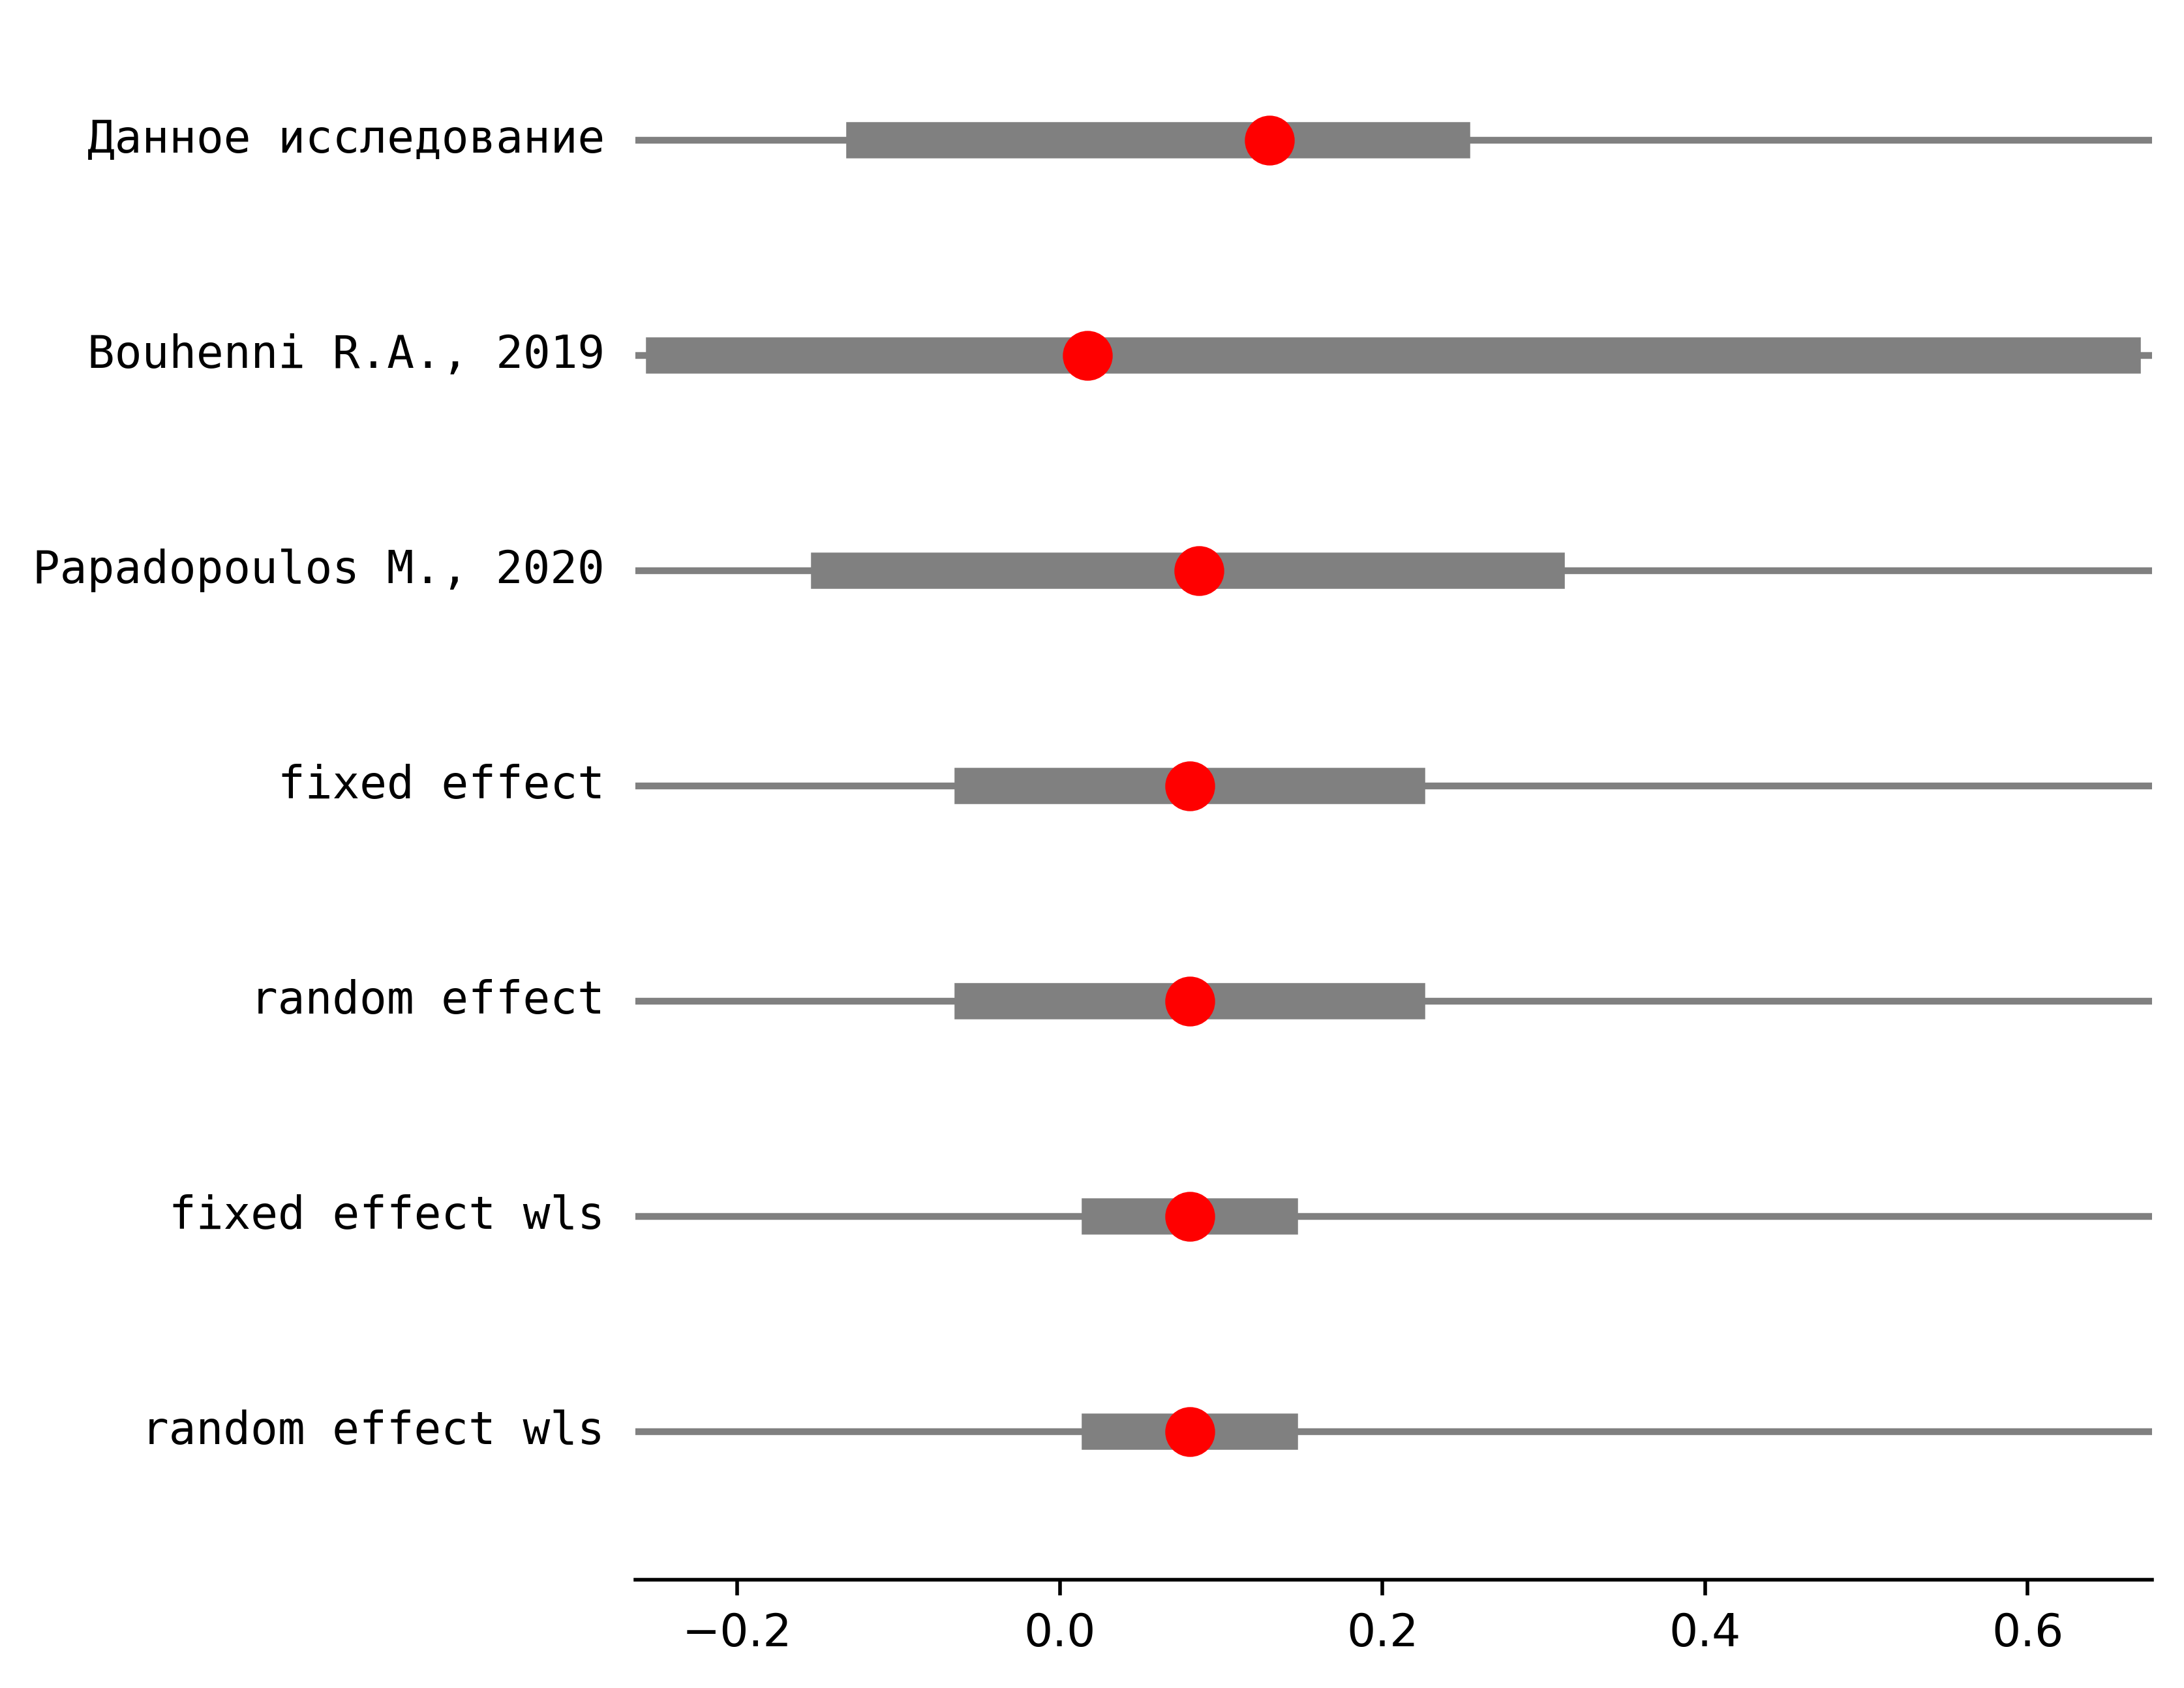 Данное исследование
Bouhenni R.A., 2019
Papadopoulos M., 2020
fixed effect
random effect
fixed effect wls
random effect wls
−0.2 0.0 0.2 0.4 0.6